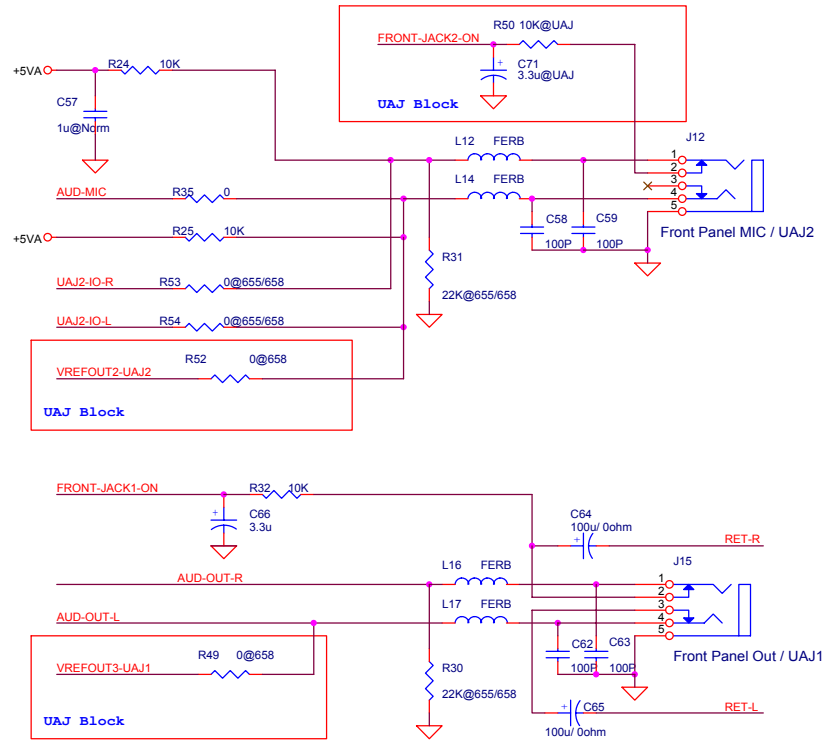 R50 10K@UAJ
FRONT-JACK2-ON
+
C71
3.3u@UAJ
UAJ Block
R24 10K
+5VA
C57
1u@Norm
J12
L12 FERB
1
2
3
4
5
L14 FERB
AUD-MIC
R35 0
R25 10K
+5VA
C58 C59
100P 100P
Front Panel MIC / UAJ2
R31
22K@655/658
UAJ2-IO-R
R53 0@655/658
UAJ2-IO-L
R54 0@655/658
R52 0@658
VREFOUT2-UAJ2
UAJ Block
FRONT-JACK1-ON
R32 10K
+
C66
3.3u
C64
100u/ 0ohm
+
RET-R
J15
L16 FERB
1
2
3
4
5
AUD-OUT-R
L17 FERB
AUD-OUT-L
C62 C63
100P 100P
Front Panel Out / UAJ1
R49 0@658
VREFOUT3-UAJ1
R30
22K@655/658
UAJ Block
+
C65
100u/ 0ohm
RET-L